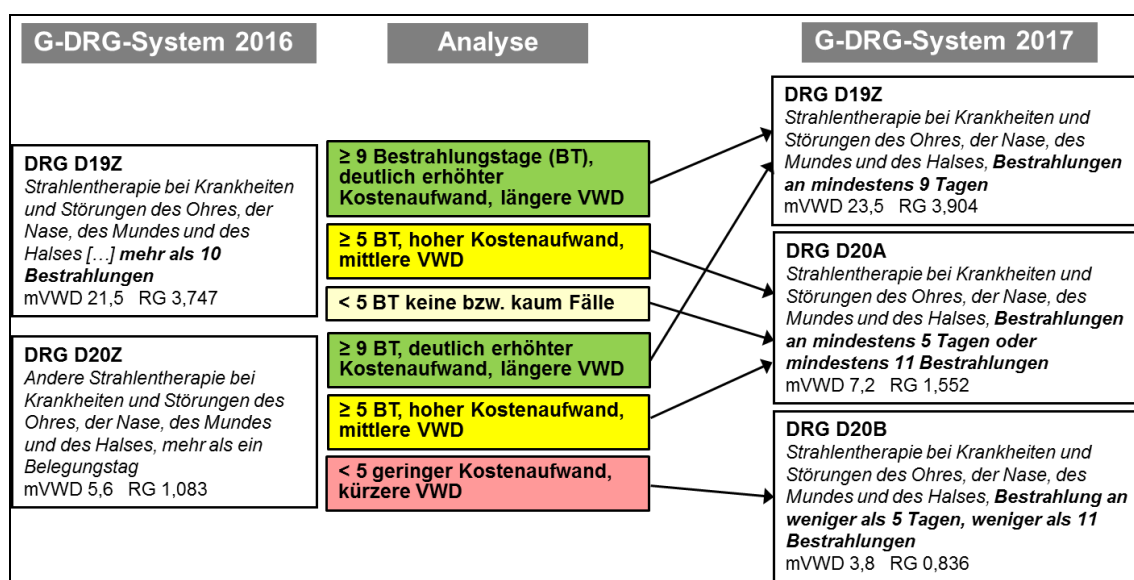 G-DRG-System 2016
Analyse
G-DRG-System 2017
DRG D19Z
Strahlentherapie bei Krankheiten
und Störungen des Ohres, der
Nase, des Mundes und des
Halses [...] mehr als 10
Bestrahlungen
mVWD 21,5 RG 3,747
DRG D20Z
Andere Strahlentherapie bei
Krankheiten und Störungen des
Ohres, der Nase, des Mundes
und des Halses, mehr als ein
Belegungstag
mVWD 5,6 RG 1,083
≥ 9 Bestrahlungstage (BT),
deutlich erhöhter
Kostenaufwand, längere VWD
≥ 5 BT, hoher Kostenaufwand,
mittlere VWD
< 5 BT keine bzw. kaum Fälle
≥ 9 BT, deutlich erhöhter
Kostenaufwand, längere VWD
≥ 5 BT, hoher Kostenaufwand,
mittlere VWD
< 5 geringer Kostenaufwand,
kürzere VWD
DRG D19Z
Strahlentherapie bei Krankheiten und
Störungen des Ohres, der Nase, des
Mundes und des Halses, Bestrahlungen
an mindestens 9 Tagen
mVWD 23,5 RG 3,904
DRG D20A
Strahlentherapie bei Krankheiten und
Störungen des Ohres, der Nase, des
Mundes und des Halses, Bestrahlungen
an mindestens 5 Tagen oder
mindestens 11 Bestrahlungen
mVWD 7,2 RG 1,552
DRG D20B
Strahlentherapie bei Krankheiten und
Störungen des Ohres, der Nase, des
Mundes und des Halses, Bestrahlung an
weniger als 5 Tagen, weniger als 11
Bestrahlungen
mVWD 3,8 RG 0,836